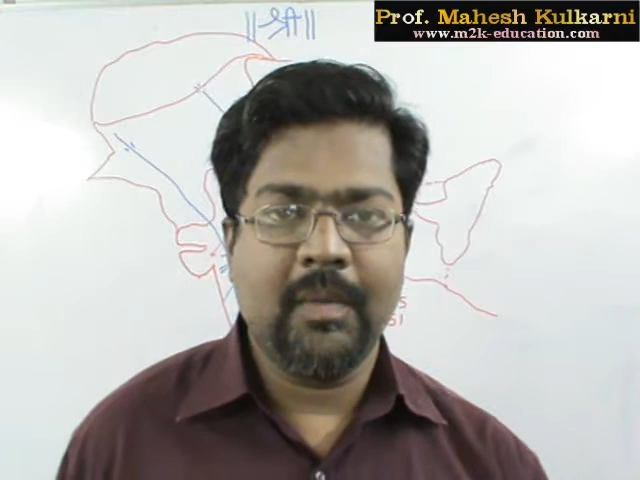 Prof. Mahesh Kulkarni
www.m2k-education.com
॥ श्री ॥